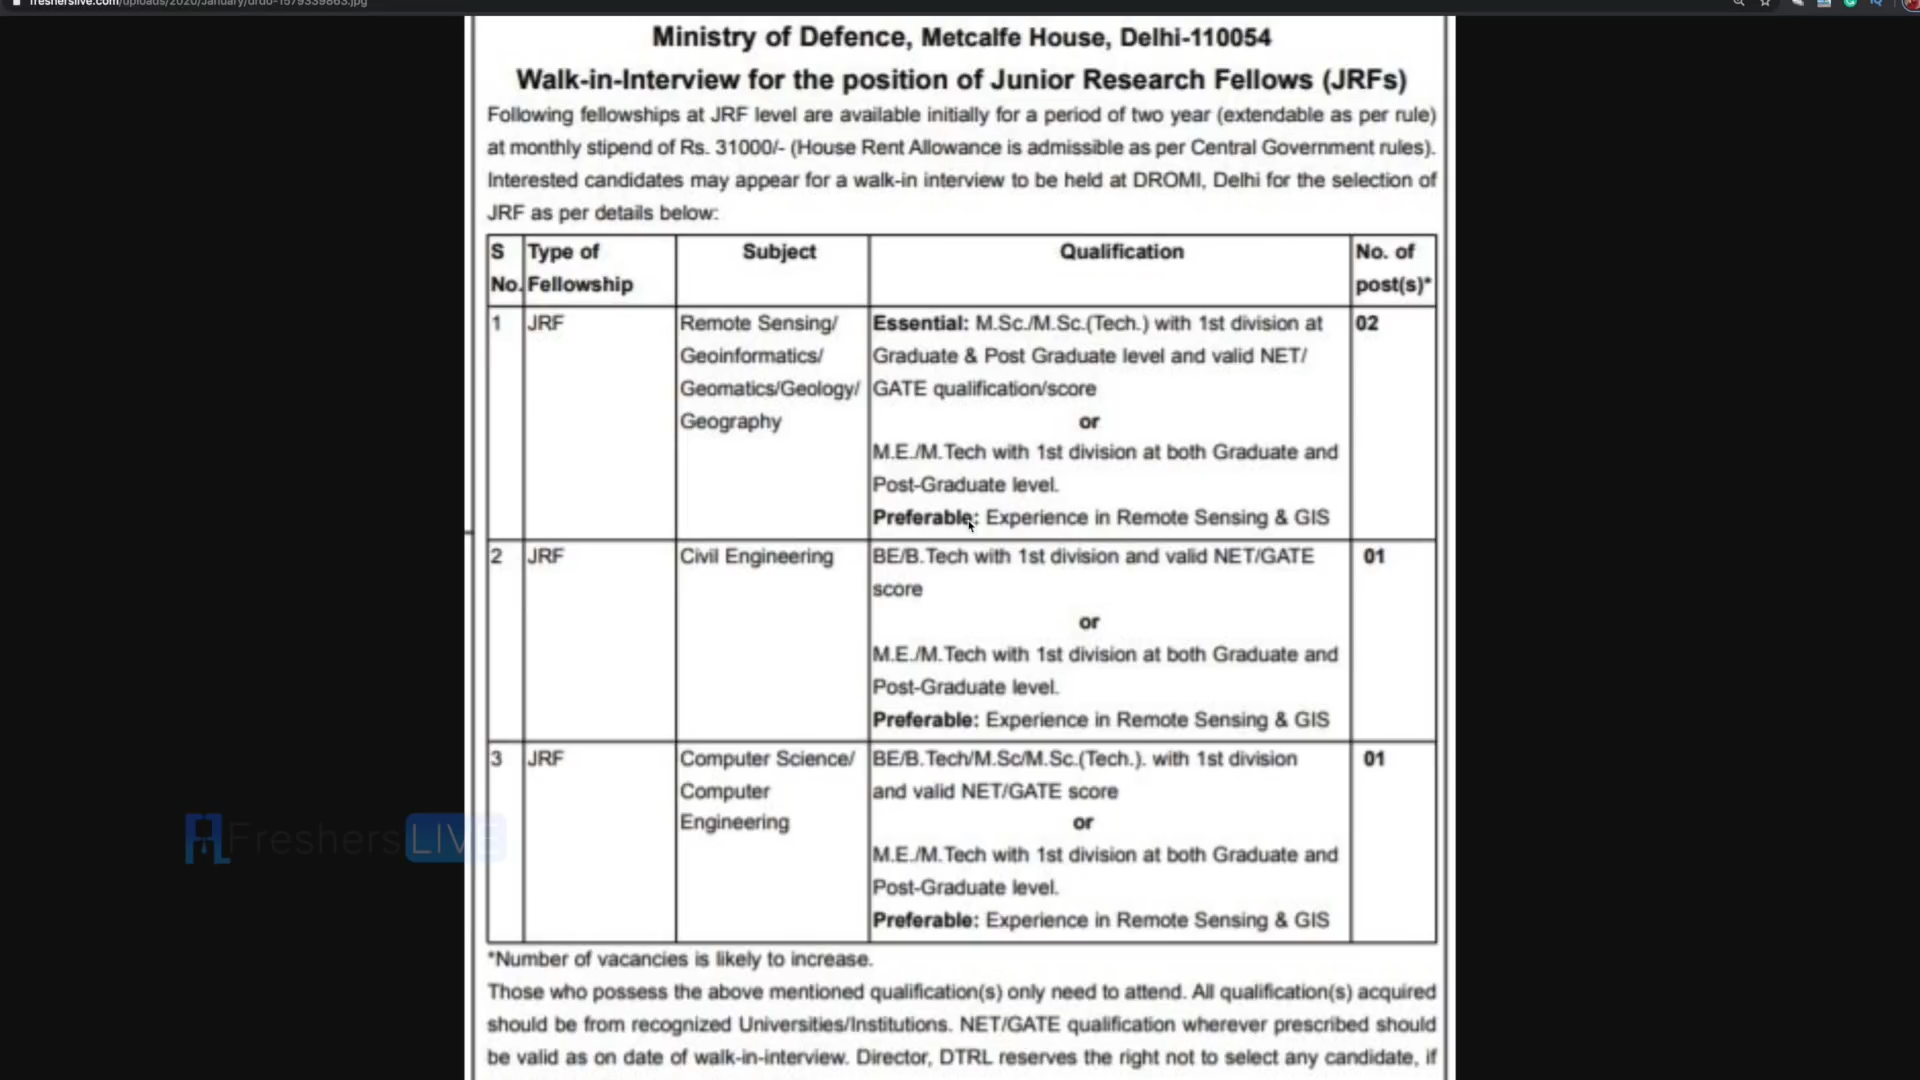 fresherslive.com/uploads/2020/January/drdo-1579339863.jpg
Ministry of Defence, Metcalfe House, Delhi-110054
Walk-in-Interview for the position of Junior Research Fellows (JRFs)
Following fellowships at JRF level are available initially for a period of two year (extendable as per rule)
at monthly stipend of Rs. 31000/- (House Rent Allowance is admissible as per Central Government rules).
Interested candidates may appear for a walk-in interview to be held at DROMI, Delhi for the selection of
JRF as per details below:
S No. Type of Fellowship Subject Qualification No. of post(s)*
1 JRF Remote Sensing/ Essential: M.Sc./M.Sc.(Tech.) with 1st division at 02
Geoinformatics/ Graduate & Post Graduate level and valid NET/
Geomatics/Geology/ GATE qualification/score
Geography or
M.E./M.Tech with 1st division at both Graduate and
Post-Graduate level.
Preferable: Experience in Remote Sensing & GIS
2 JRF Civil Engineering BE/B.Tech with 1st division and valid NET/GATE 01
score
or
M.E./M.Tech with 1st division at both Graduate and
Post-Graduate level.
Preferable: Experience in Remote Sensing & GIS
3 JRF Computer Science/ BE/B.Tech/M.Sc/M.Sc.(Tech.). with 1st division 01
Computer and valid NET/GATE score
Engineering or
M.E./M.Tech with 1st division at both Graduate and
Post-Graduate level.
Preferable: Experience in Remote Sensing & GIS
FreshersLIVE
*Number of vacancies is likely to increase.
Those who possess the above mentioned qualification(s) only need to attend. All qualification(s) acquired
should be from recognized Universities/Institutions. NET/GATE qualification wherever prescribed should
be valid as on date of walk-in-interview. Director, DTRL reserves the right not to select any candidate, if